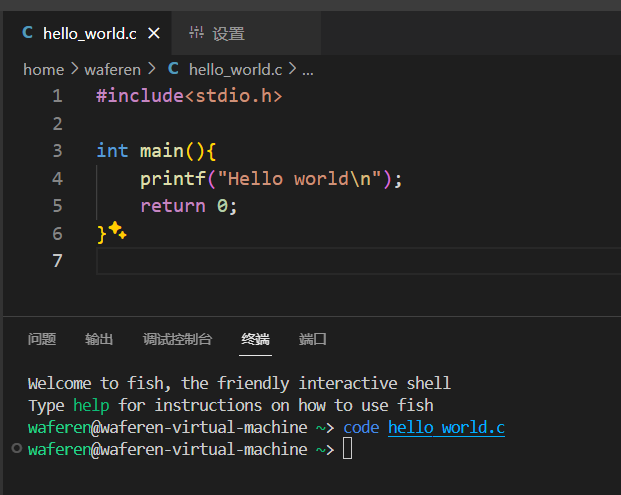 C hello_world.c × 设置
home > waferen > C hello_world.c > ...
1 #include<stdio.h>
2
3 int main(){
4 printf("Hello world\n");
5 return 0;
6 }
7
问题 输出 调试控制台 终端 端口
Welcome to fish, the friendly interactive shell
Type help for instructions on how to use fish
waferen@waferen-virtual-machine ~> code hello_world.c
waferen@waferen-virtual-machine ~>